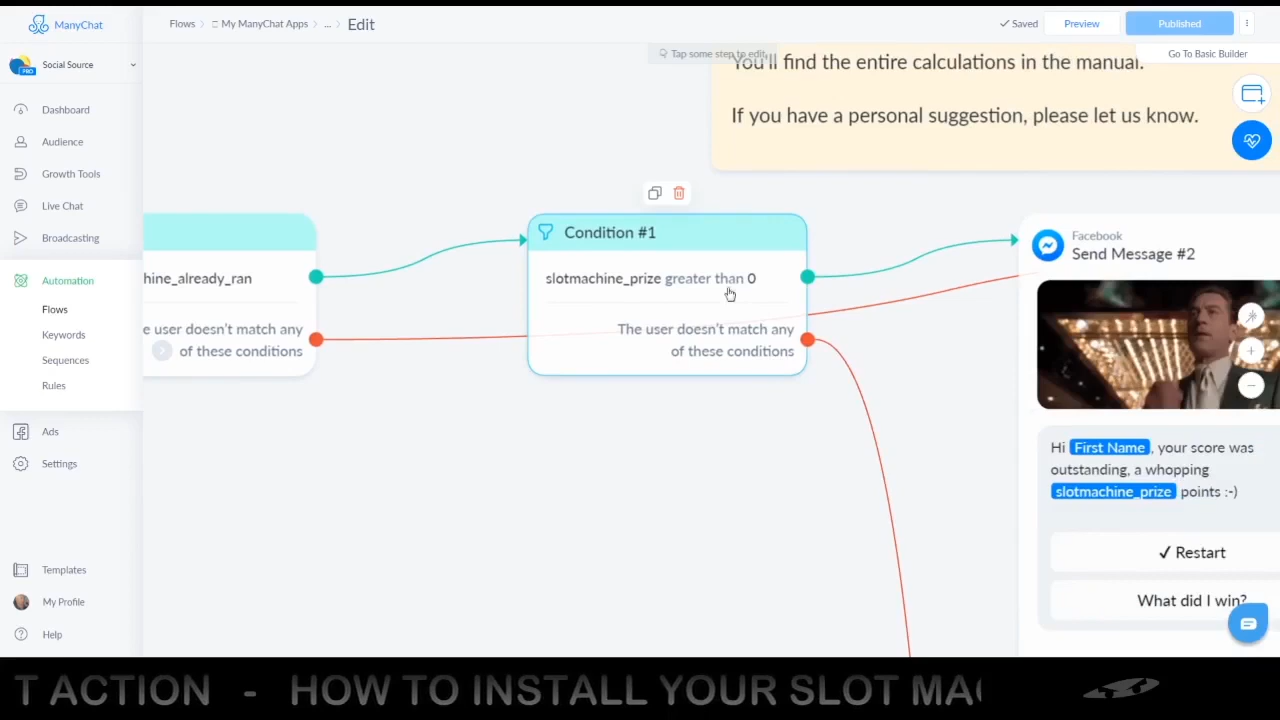 ManyChat
Flows
My ManyChat Apps
...
Edit
Saved
Preview
Published
Social Source
PRO
Tap some step to edit
Go To Basic Builder
You'll find the entire calculations in the manual.
If you have a personal suggestion, please let us know.
Dashboard
Audience
Growth Tools
Live Chat
Broadcasting
Automation
Flows
Keywords
Sequences
Rules
Ads
Settings
Templates
My Profile
Help
hine_already_ran
e user doesn't match any
of these conditions
Condition #1
slotmachine_prize greater than 0
The user doesn't match any
of these conditions
Facebook
Send Message #2
Hi First Name, your score was
outstanding, a whopping
slotmachine_prize points :-)
✓ Restart
What did I win?
T ACTION - HOW TO INSTALL YOUR SLOT MA